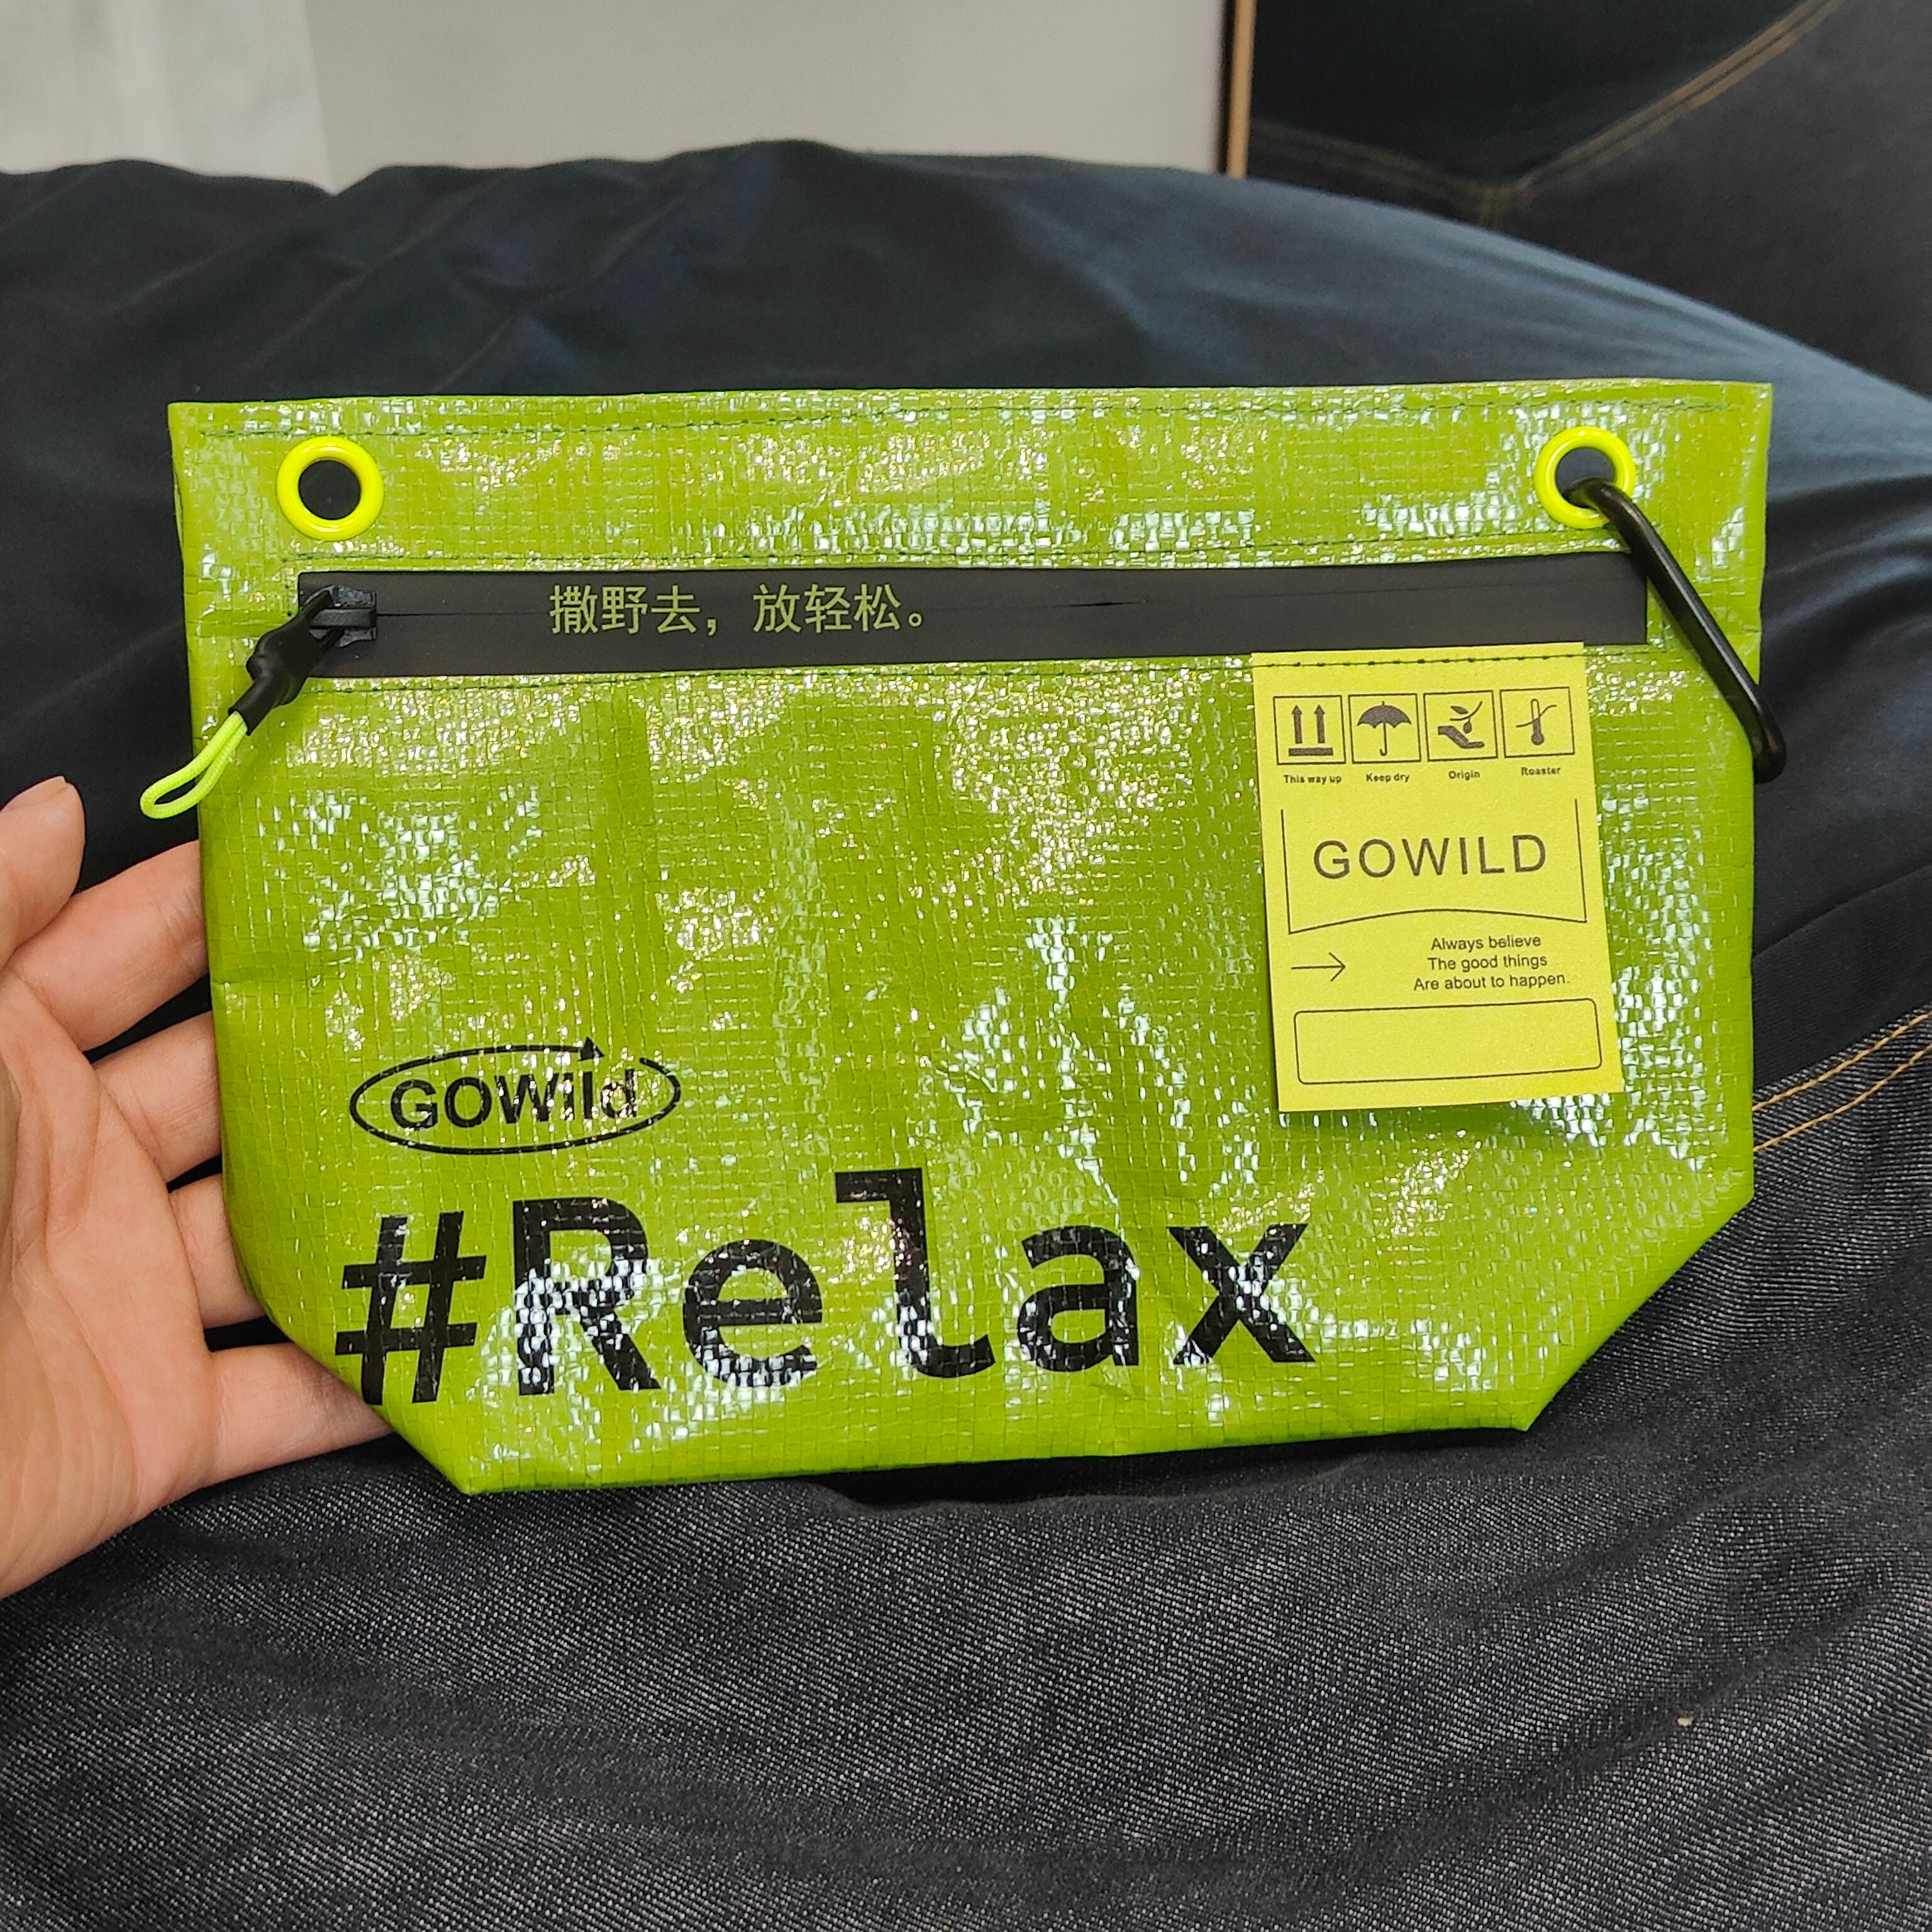 撒野去，放轻松。
This way up
Keep dry
Origin
Roaster
GOWILD
Always believe
The good things
Are about to happen.
GOWild
#Relax